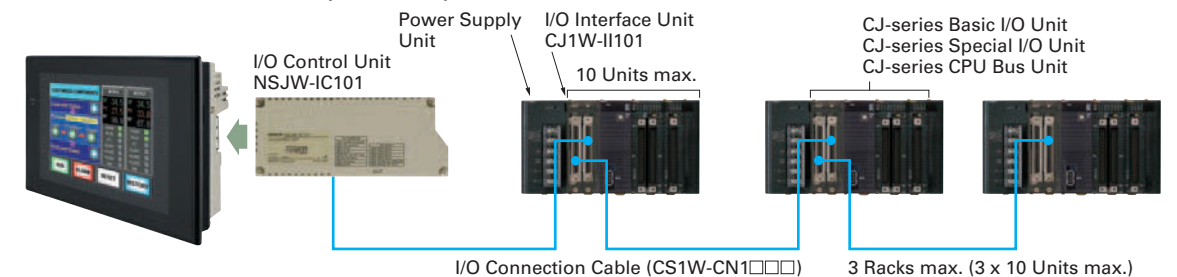 Power Supply
Unit
I/O Interface Unit
CJ1W-II101
CJ-series Basic I/O Unit
CJ-series Special I/O Unit
CJ-series CPU Bus Unit
I/O Control Unit
NSJW-IC101
10 Units max.
RESET
I/O Connection Cable (CS1W-CN1□□□)
3 Racks max. (3 x 10 Units max.)